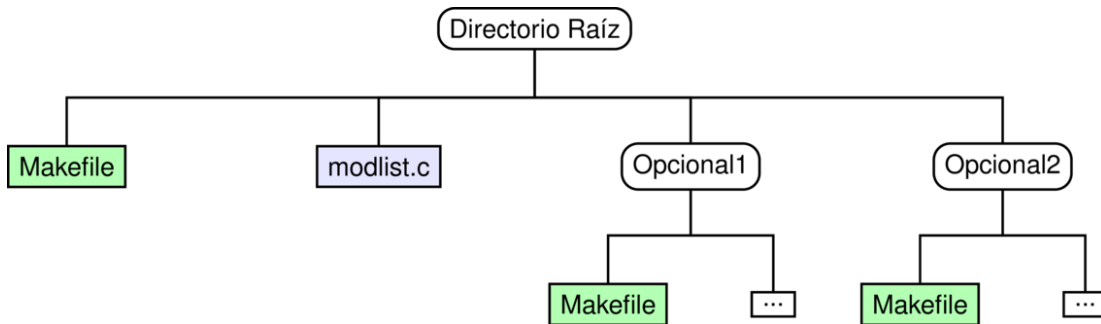 Directorio Raíz
Makefile
modlist.c
Opcional1
Opcional2
Makefile
...
Makefile
...